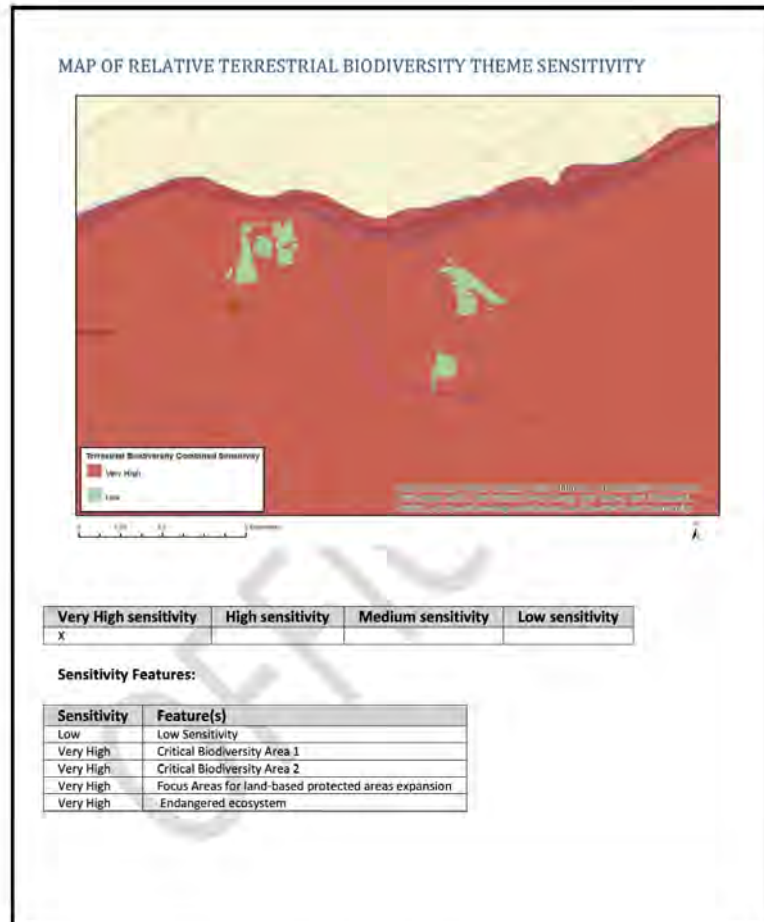 MAP OF RELATIVE TERRESTRIAL BIODIVERSITY THEME SENSITIVITY
Terrestrial Biodiversity Combined Sensitivity
Very High
Low
Very High sensitivity High sensitivity Medium sensitivity Low sensitivity
X
Sensitivity Features:
Sensitivity Feature(s)
Low Low Sensitivity
Very High Critical Biodiversity Area 1
Very High Critical Biodiversity Area 2
Very High Focus Areas for land-based protected areas expansion
Very High Endangered ecosystem